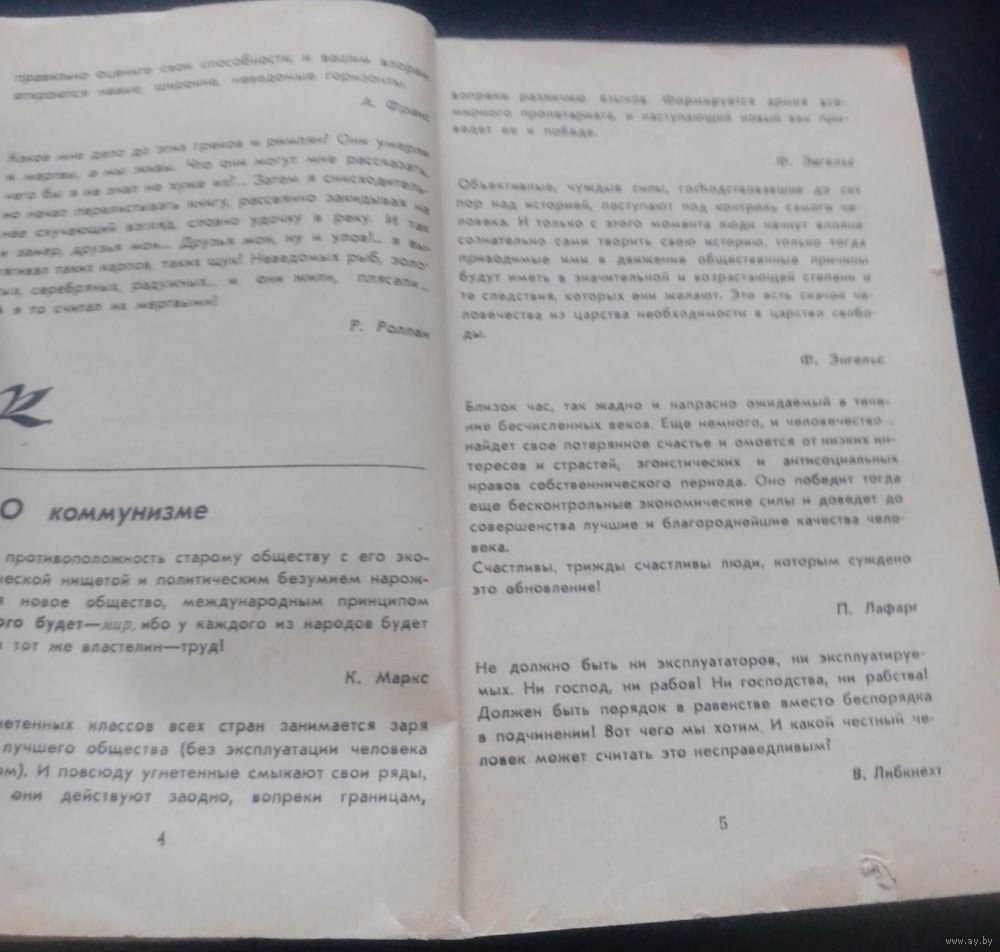 правильно оцените свои способности, и вашим взорам
откроются новые, широкие, неведомые горизонты.
А. Франс
Какое мне дело до этих греков и римлян? Они умерли
и мертвы, а мы живы. Что они могут мне рассказать,
чего бы я не знал не хуже их?.. Затем я снисходитель-
но начал перелистывать книгу, рассеянно закидывая на
нее скучающий взгляд, словно удочку в реку. И так
и замер, друзья мои... Друзья мои, ну и улов!.. я вы-
тягивал таких карпов, таких щук! Неведомых рыб, золо-
тых, серебряных, радужных... и они жили, плясали...
А я то считал их мертвыми!
Р. Роллан
К
О коммунизме
противоположность старому обществу с его эко-
ческой нищетой и политическим безумием нарож-
новое общество, международным принципом
ого будет—мир, ибо у каждого из народов будет
тот же властелин—труд!
К. Маркс
нетенных классов всех стран занимается заря
лучшего общества (без эксплуатации человека
ом). И повсюду угнетенные смыкают свои ряды,
они действуют заодно, вопреки границам,
4
вопреки различию языков. Формируется армия все-
мирного пролетариата, и наступающий новый век при-
ведет ее к победе.
Ф. Энгельс
Объективные, чуждые силы, господствовавшие до сих
пор над историей, поступают под контроль самого че-
ловека. И только с этого момента люди начнут вполне
сознательно сами творить свою историю, только тогда
приводимые ими в движение общественные причины
будут иметь в значительной и возрастающей степени и
те следствия, которых они желают. Это есть скачок че-
ловечества из царства необходимости в царство свобо-
ды.
Ф. Энгельс
Близок час, так жадно и напрасно ожидаемый в тече-
ние бесчисленных веков. Еще немного, и человечество...
найдет свое потерянное счастье и омоется от низких ин-
тересов и страстей, эгоистических и антисоциальных
нравов собственнического периода. Оно победит тогда
еще бесконтрольные экономические силы и доведет до
совершенства лучшие и благороднейшие качества чело-
века.
Счастливы, трижды счастливы люди, которым суждено
это обновление!
П. Лафарг
Не должно быть ни эксплуататоров, ни эксплуатируе-
мых. Ни господ, ни рабов! Ни господства, ни рабства!
Должен быть порядок в равенстве вместо беспорядка
в подчинении! Вот чего мы хотим. И какой честный че-
ловек может считать это несправедливым?
В. Либкнехт
5
www.ay.by